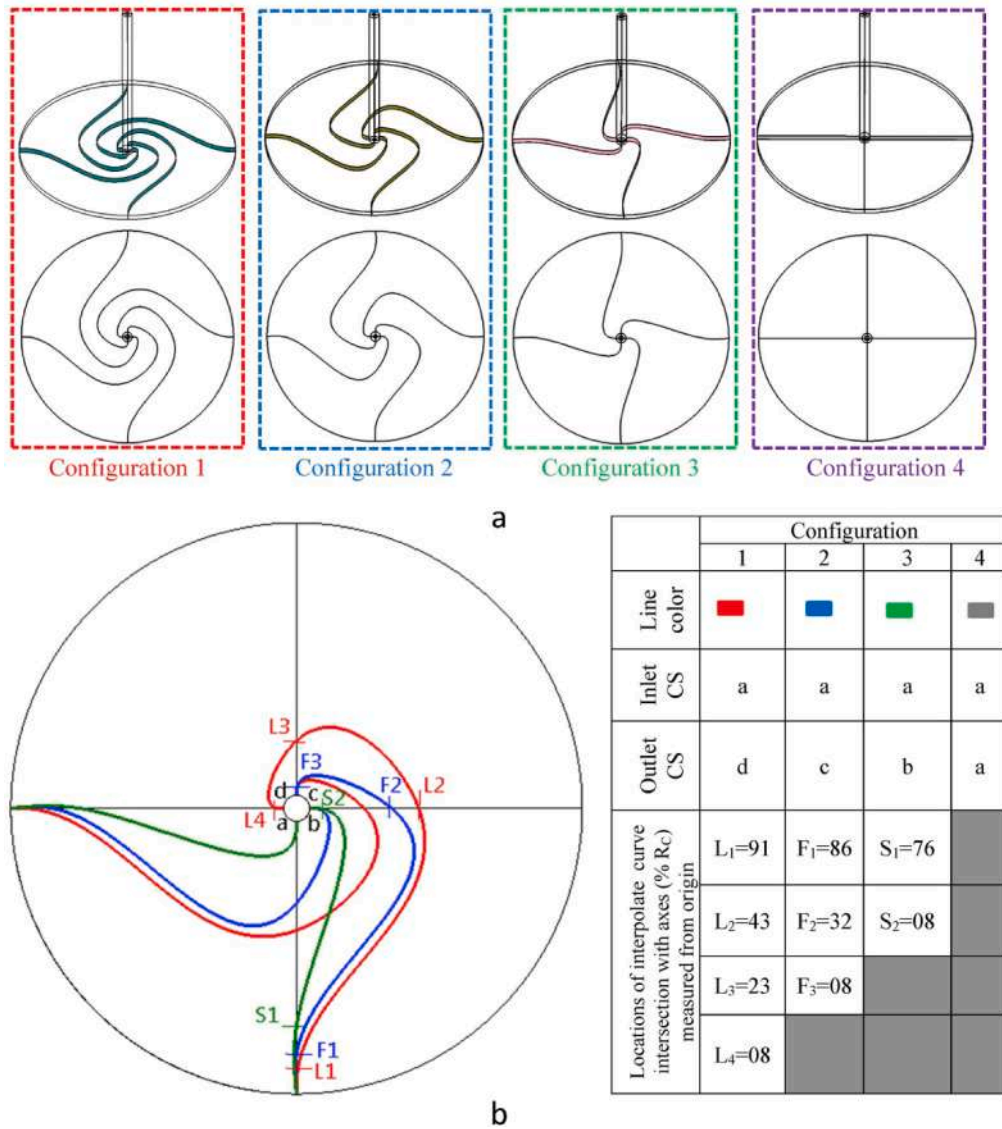 Configuration 1
Configuration 2
Configuration 3
Configuration 4
a
L3
F3
d
c
S2
F2
L2
L4
a
b
S1
F1
L1
b
Configuration
1 2 3 4
Line color
Inlet CS
a a a a
Outlet CS
d c b a
Locations of interpolate curve
intersection with axes (% R_C)
measured from origin
L₁=91 F₁=86 S₁=76
L₂=43 F₂=32 S₂=08
L₃=23 F₃=08
L₄=08